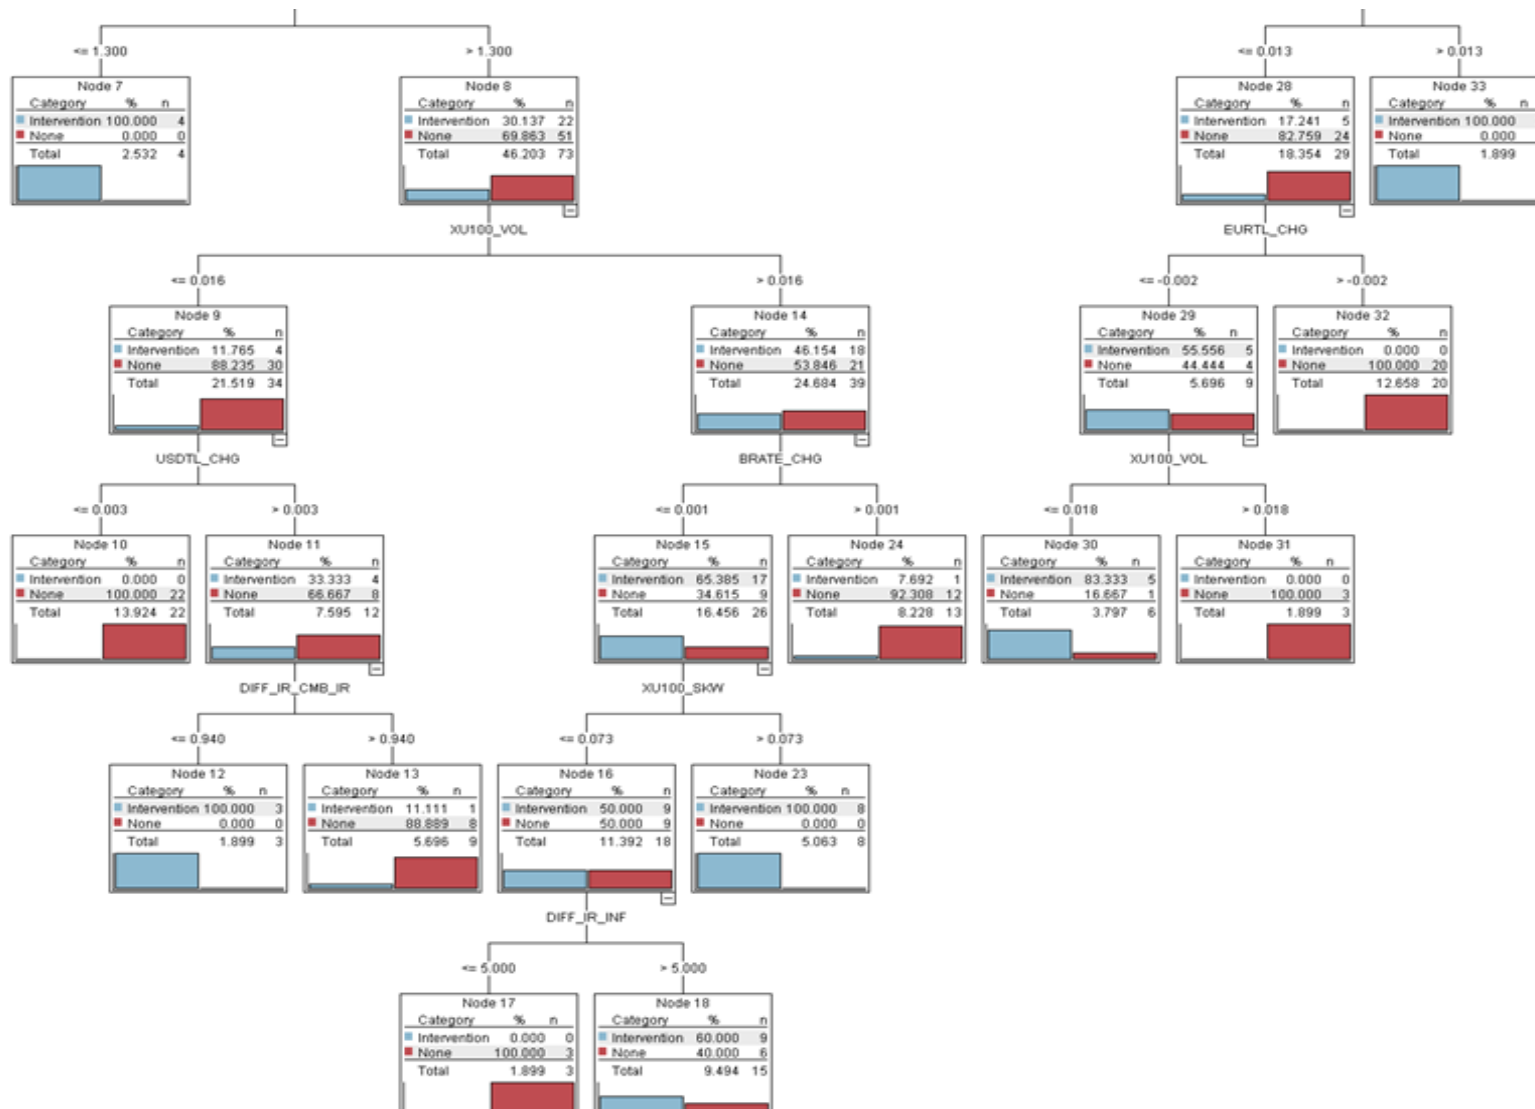 <= 1.300
> 1.300
<= 0.013
> 0.013
Node 7
Category % n
Intervention 100.000 4
None 0.000 0
Total 2.532 4
Node 8
Category % n
Intervention 30.137 22
None 69.863 51
Total 46.203 73
Node 28
Category % n
Intervention 17.241 5
None 82.759 24
Total 18.354 29
Node 33
Category % n
Intervention 100.000
None 0.000
Total 1.899
XU100_VOL
EURTL_CHG
<= 0.016
> 0.016
<= -0.002
> -0.002
Node 9
Category % n
Intervention 11.765 4
None 88.235 30
Total 21.519 34
Node 14
Category % n
Intervention 46.154 18
None 53.846 21
Total 24.684 39
Node 29
Category % n
Intervention 55.556 5
None 44.444 4
Total 5.696 9
Node 32
Category % n
Intervention 0.000 0
None 100.000 20
Total 12.658 20
USDTL_CHG
BRATE_CHG
XU100_VOL
<= 0.003
> 0.003
<= 0.001
> 0.001
<= 0.018
> 0.018
Node 10
Category % n
Intervention 0.000 0
None 100.000 22
Total 13.924 22
Node 11
Category % n
Intervention 33.333 4
None 66.667 8
Total 7.595 12
Node 15
Category % n
Intervention 65.385 17
None 34.615 9
Total 16.456 26
Node 24
Category % n
Intervention 7.692 1
None 92.308 12
Total 8.228 13
Node 30
Category % n
Intervention 83.333 5
None 16.667 1
Total 3.797 6
Node 31
Category % n
Intervention 0.000 0
None 100.000 3
Total 1.899 3
DIFF_IR_CMB_IR
XU100_SKW
<= 0.940
> 0.940
<= 0.073
> 0.073
Node 12
Category % n
Intervention 100.000 3
None 0.000 0
Total 1.899 3
Node 13
Category % n
Intervention 11.111 1
None 88.889 8
Total 5.696 9
Node 16
Category % n
Intervention 50.000 9
None 50.000 9
Total 11.392 18
Node 23
Category % n
Intervention 100.000 8
None 0.000 0
Total 5.063 8
DIFF_IR_INF
<= 5.000
> 5.000
Node 17
Category % n
Intervention 0.000 0
None 100.000 3
Total 1.899 3
Node 18
Category % n
Intervention 60.000 9
None 40.000 6
Total 9.494 15